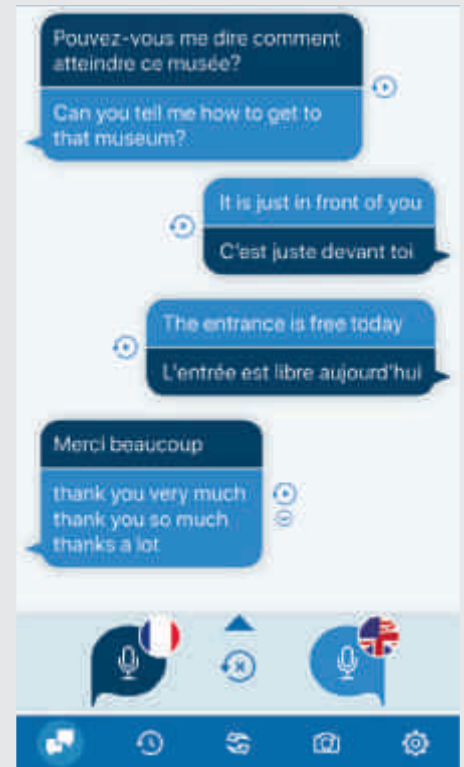 Pouvez-vous me dire comment
atteindre ce musée?
Can you tell me how to get to
that museum?
It is just in front of you
C'est juste devant toi
The entrance is free today
L'entrée est libre aujourd'hui
Merci beaucoup
thank you very much
thank you so much
thanks a lot